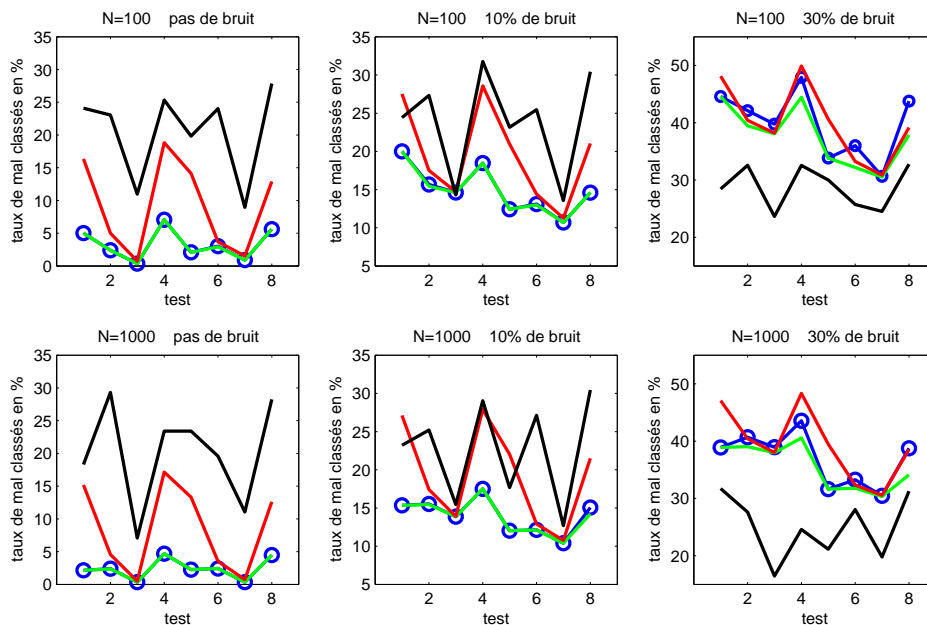 N=100 pas de bruit
35
30
25
20
15
10
5
0
taux de mal classés en %
2 4 6 8
test
N=100 10% de bruit
35
30
25
20
15
10
5
taux de mal classés en %
2 4 6 8
test
N=100 30% de bruit
50
40
30
20
taux de mal classés en %
2 4 6 8
test
N=1000 pas de bruit
35
30
25
20
15
10
5
0
taux de mal classés en %
2 4 6 8
test
N=1000 10% de bruit
35
30
25
20
15
10
5
taux de mal classés en %
2 4 6 8
test
N=1000 30% de bruit
50
40
30
20
taux de mal classés en %
2 4 6 8
test